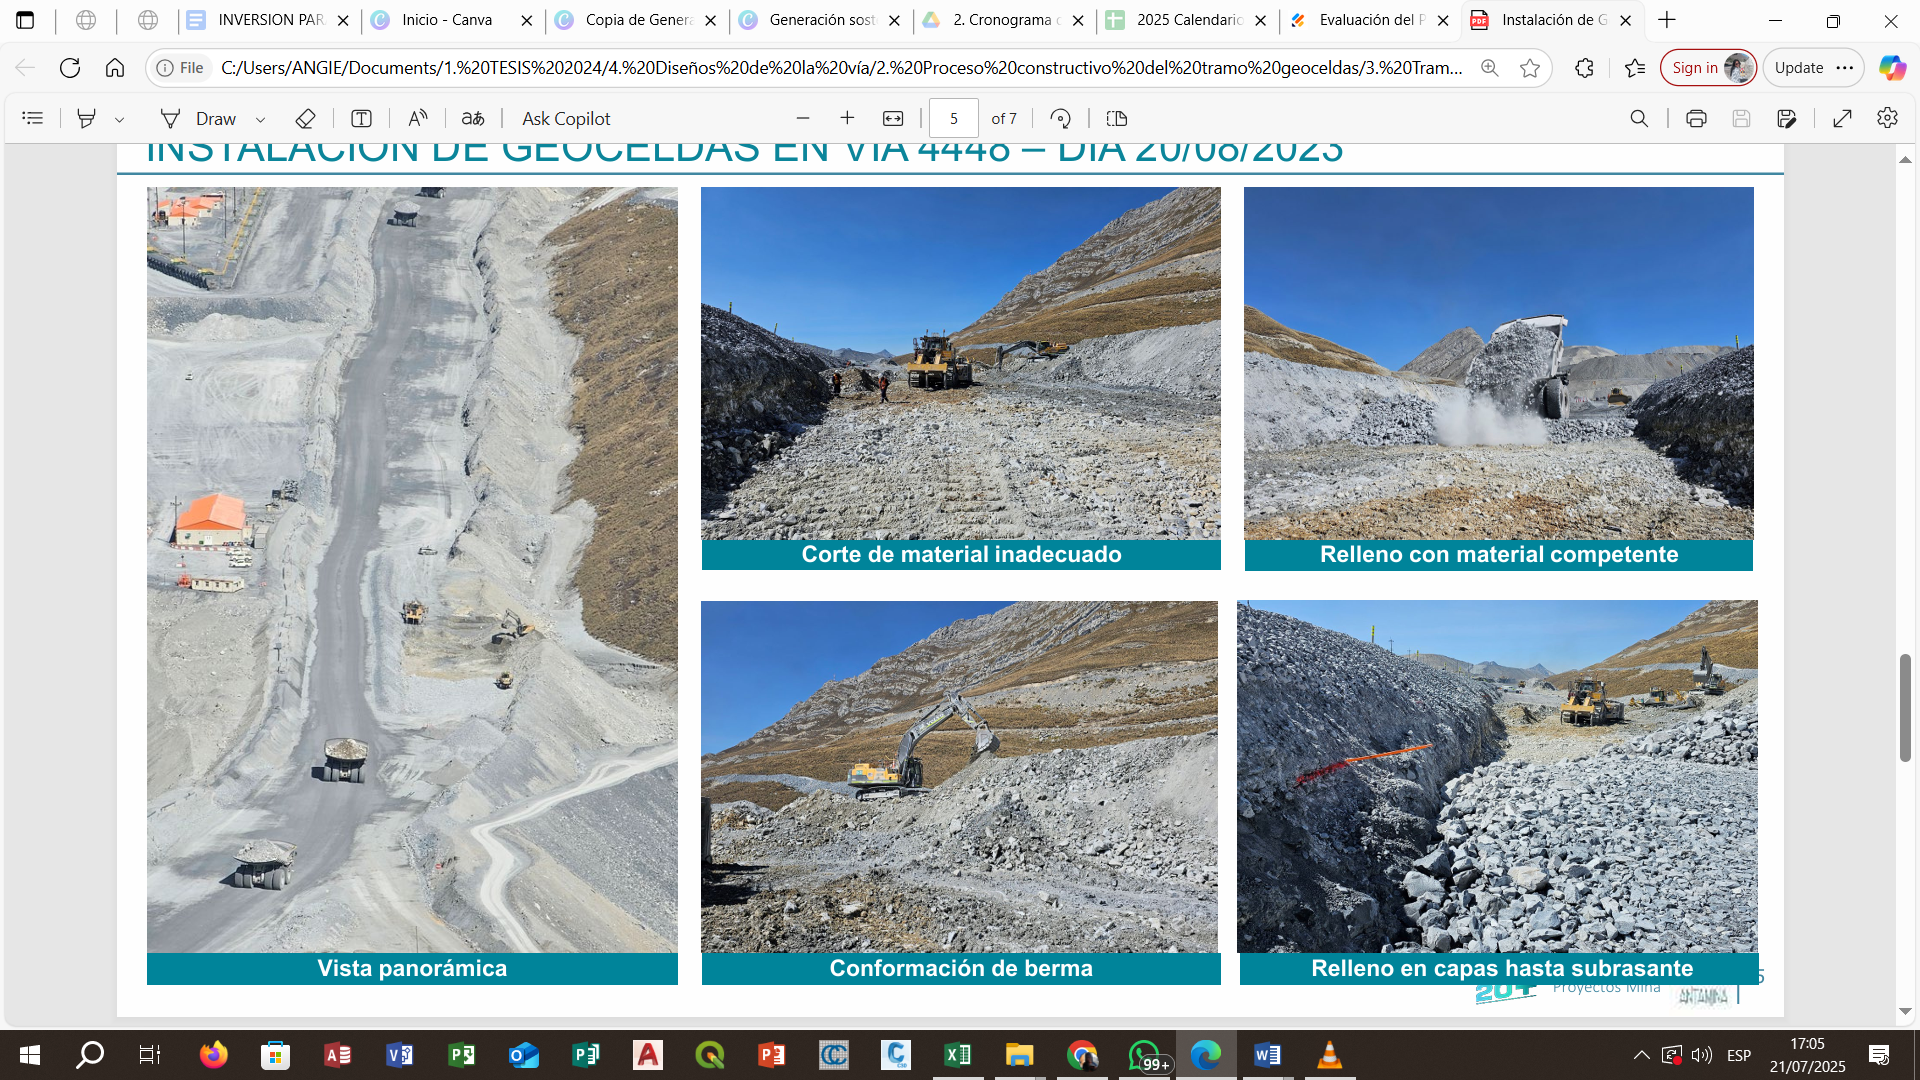 INVERSION PAR
Inicio - Canva
Copia de Genera
Generación sost
2. Cronograma
2025 Calendario
Evaluación del P
Instalación de G
File
C:/Users/ANGIE/Documents/1.%20TESIS%202024/4.%20Diseños%20de%20la%20vía/2.%20Proceso%20constructivo%20del%20tramo%20geoceldas/3.%20Tram...
Sign in
Update
Draw
Ask Copilot
5 of 7
INSTALACIÓN DE GEOCELDAS EN VÍA 4448 – DÍA 20/08/2023
Corte de material inadecuado
Relleno con material competente
Vista panorámica
Conformación de berma
Relleno en capas hasta subrasante
20+
Proyectos Mina
ANTAMINA
5
99+
ESP
17:05
21/07/2025